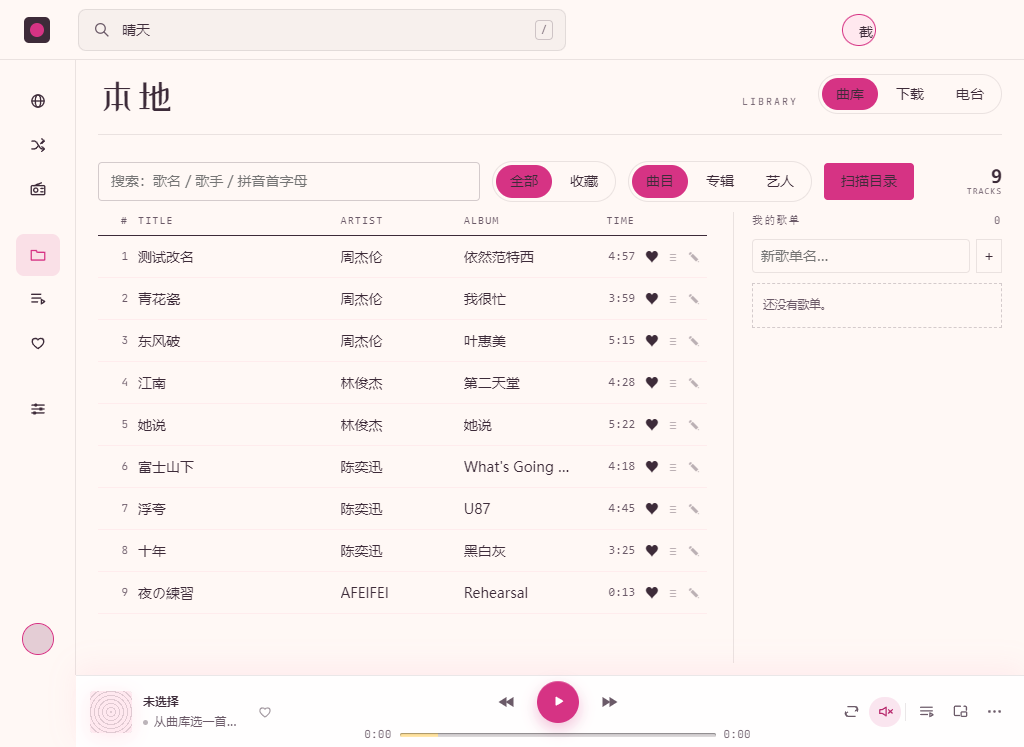 晴天 /
截
本地
LIBRARY 曲库 下载 电台
搜索: 歌名 / 歌手 / 拼音首字母 全部 收藏 曲目 专辑 艺人 扫描目录 9
TRACKS
# TITLE ARTIST ALBUM TIME
1 测试改名 周杰伦 依然范特西 4:57
2 青花瓷 周杰伦 我很忙 3:59
3 东风破 周杰伦 叶惠美 5:15
4 江南 林俊杰 第二天堂 4:28
5 她说 林俊杰 她说 5:22
6 富士山下 陈奕迅 What's Going ... 4:18
7 浮夸 陈奕迅 U87 4:45
8 十年 陈奕迅 黑白灰 3:25
9 夜の練習 AFEIFEI Rehearsal 0:13
我的歌单 0
新歌单名... +
还没有歌单。
未选择
从曲库选一首...
0:00 0:00